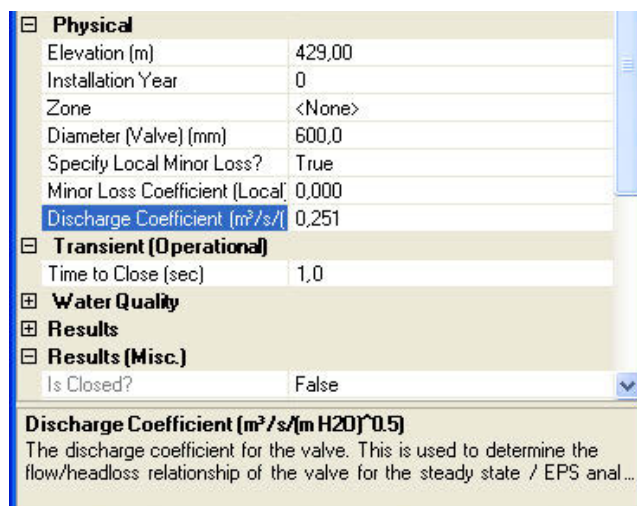 Physical
Elevation (m) 429,00
Installation Year 0
Zone <None>
Diameter (Valve) (mm) 600,0
Specify Local Minor Loss? True
Minor Loss Coefficient (Local) 0,000
Discharge Coefficient (m³/s/( 0,251
Transient (Operational)
Time to Close (sec) 1,0
Water Quality
Results
Results (Misc.)
Is Closed? False
Discharge Coefficient (m³/s/(m H2O)^0.5)
The discharge coefficient for the valve. This is used to determine the
flow/headloss relationship of the valve for the steady state / EPS anal...